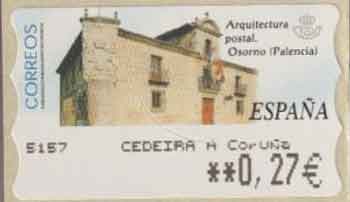 CORREOS
Arquitectura
postal.
Osorno (Palencia)
ESPAÑA
5157 CEDEIRA A Coruña
**0,27€